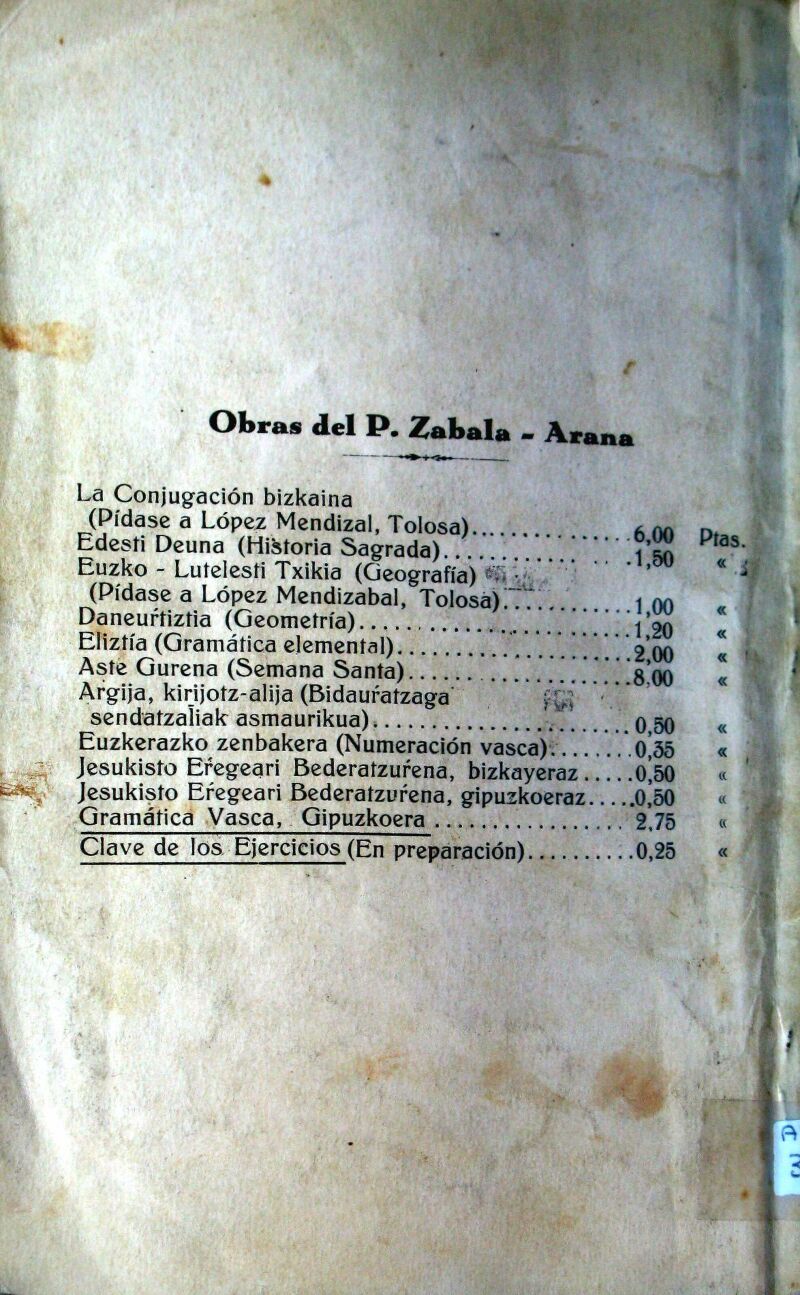 Obras del P. Zabala - Arana
La Conjugación bizkaina
(Pídase a López Mendizal, Tolosa)..................6,00 Ptas.
Edesti Deuna (Historia Sagrada)..................1,50 «
Euzko - Lutelesti Txikia (Geografía)
(Pídase a López Mendizabal, Tolosa)..................1,00 «
Daneuŕtiztia (Geometría)..................1,20 «
Eliztía (Gramática elemental)..................2,00 «
Aste Gurena (Semana Santa)..................8,00 «
Aŕgija, kirijotz-alija (Bidauŕatzaga
sendatzaliak asmaurikua)..................0,50 «
Euzkerazko zenbakera (Numeración vasca)........0,35 «
Jesukisto Eŕegeari Bederatzuŕena, bizkayeraz.....0,50 «
Jesukisto Eŕegeari Bederatzuŕena, gipuzkoeraz.....0,50 «
Gramática Vasca, Gipuzkoera..................2,75 «
Clave de los Ejercicios (En preparación)..........0,25 «
A
3